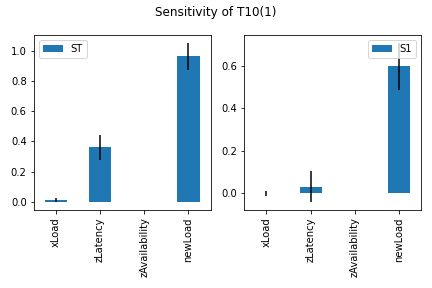 Sensitivity of T10(1)
ST
1.0
0.8
0.6
0.4
0.2
0.0
xLoad
zLatency
zAvailability
newLoad
S1
0.6
0.4
0.2
0.0
xLoad
zLatency
zAvailability
newLoad